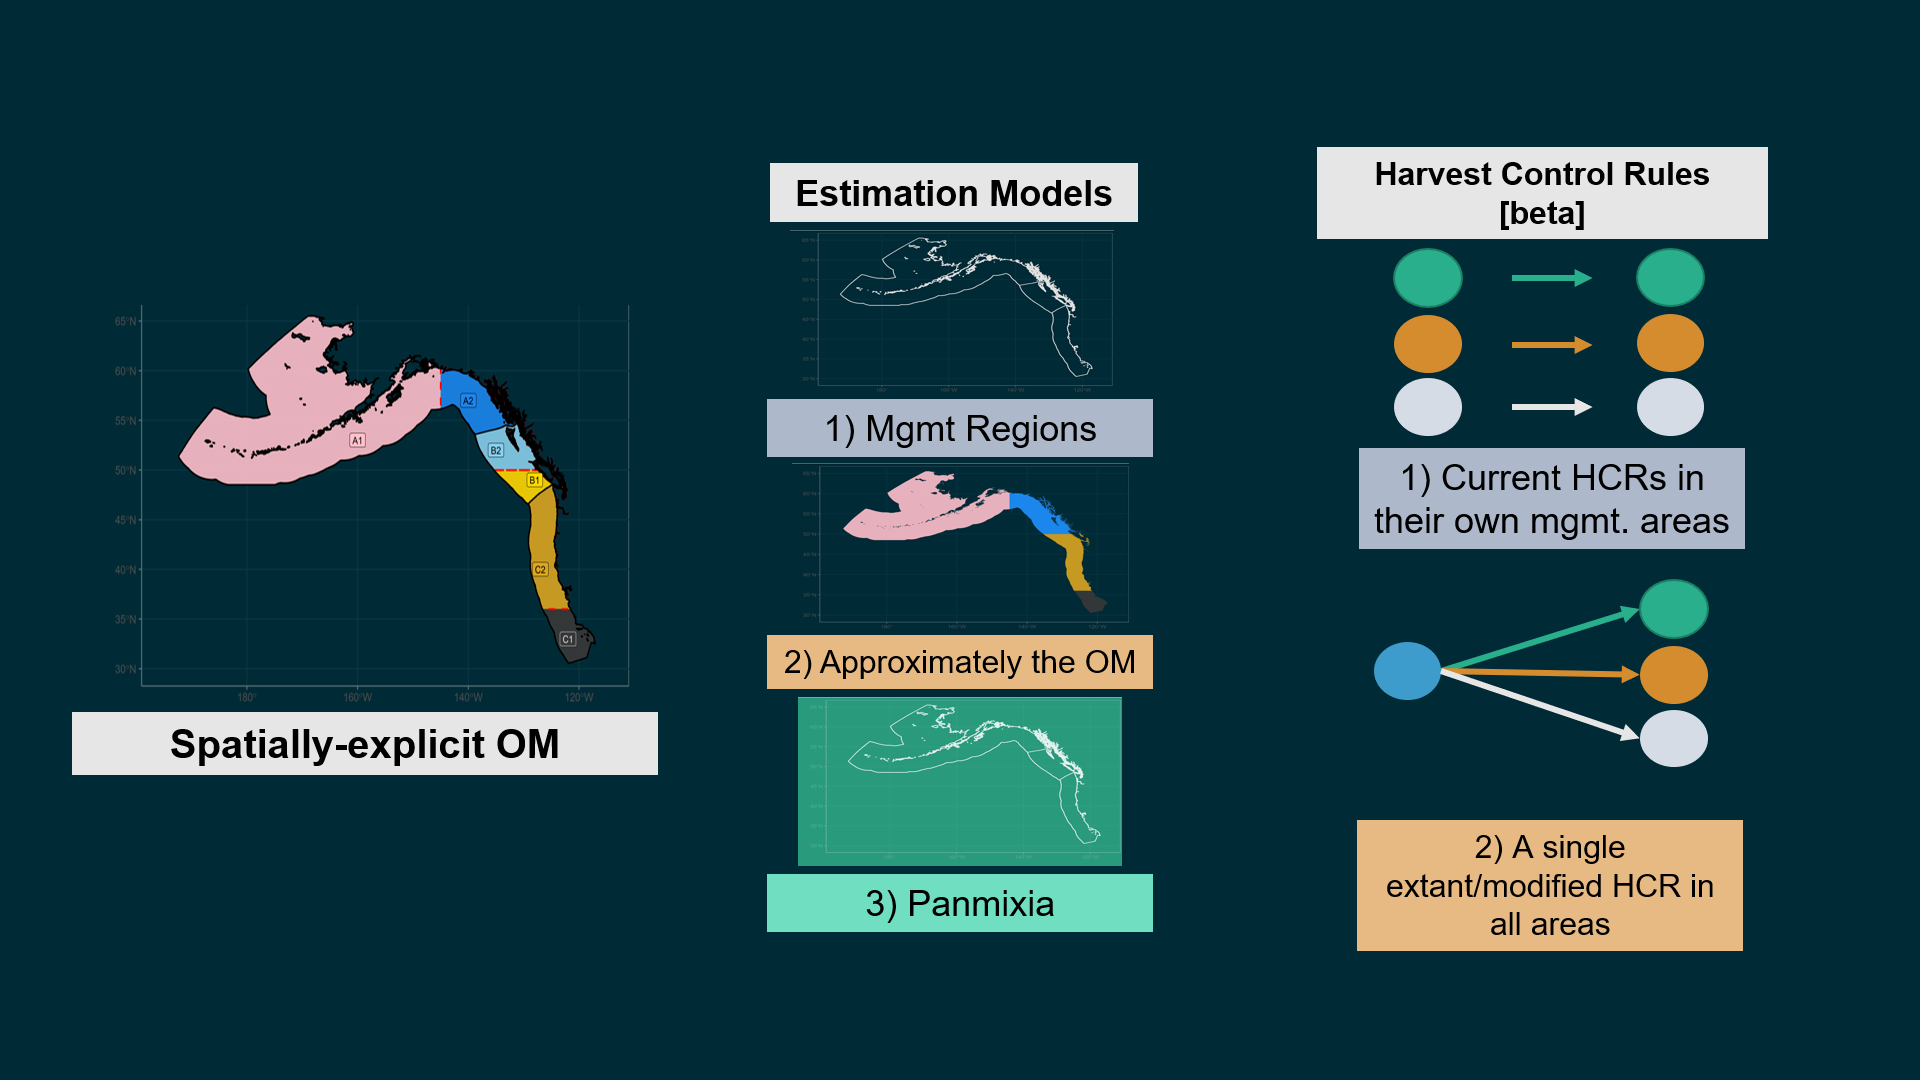 65°N
60°N
55°N
50°N
45°N
40°N
35°N
30°N
180°
160°W
140°W
120°W
A1
A2
B2
B1
C2
C1
Spatially-explicit OM
Estimation Models
1) Mgmt Regions
2) Approximately the OM
3) Panmixia
Harvest Control Rules
[beta]
1) Current HCRs in
their own mgmt. areas
2) A single
extant/modified HCR in
all areas